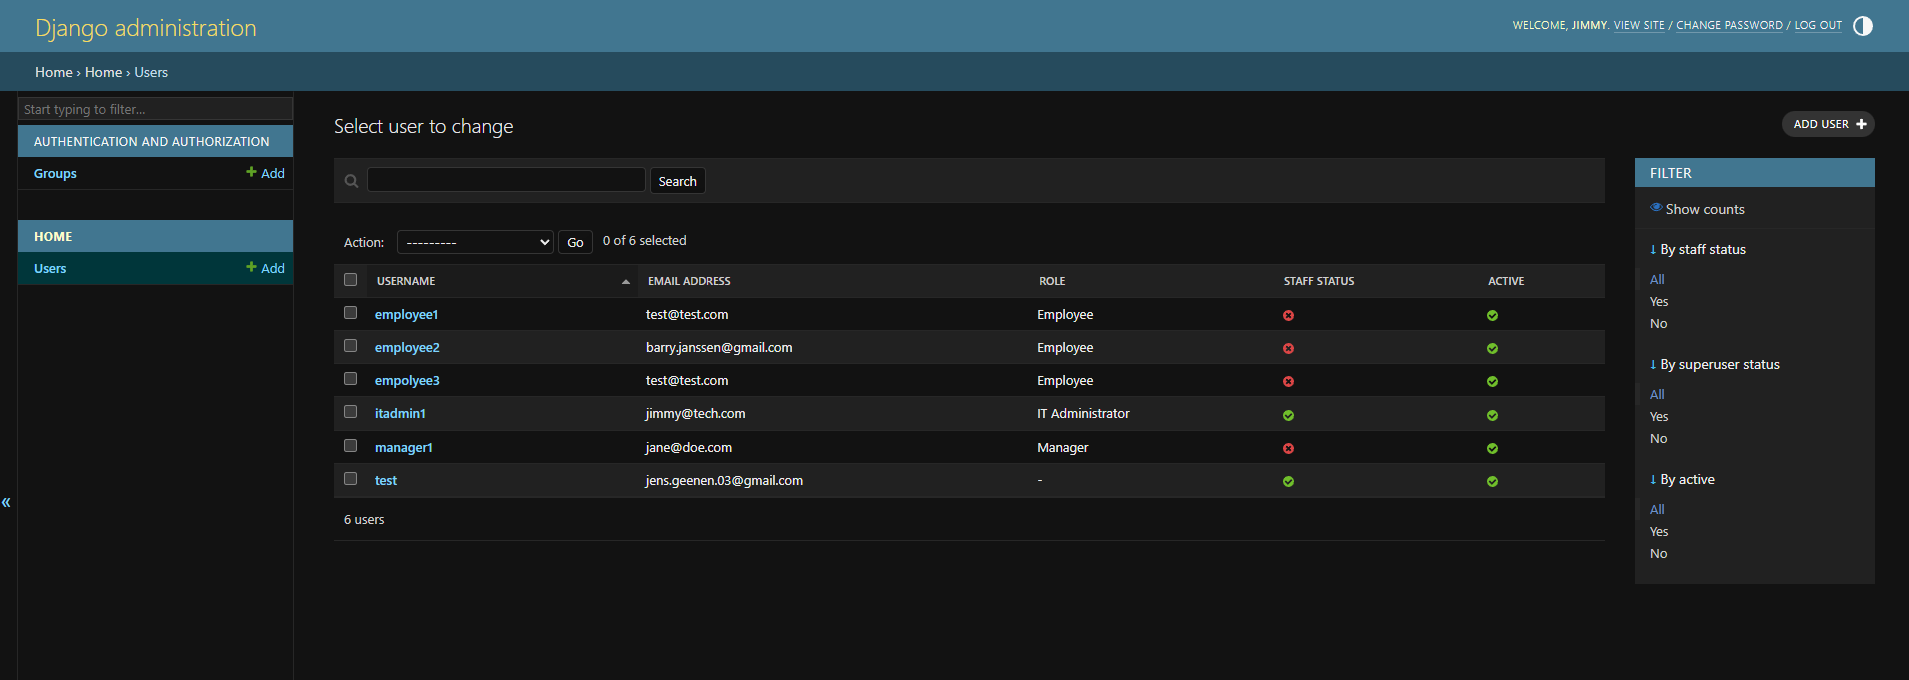 Django administration
WELCOME, JIMMY. VIEW SITE / CHANGE PASSWORD / LOG OUT
Home › Home › Users
Start typing to filter...
AUTHENTICATION AND AUTHORIZATION
Groups
Add
HOME
Users
Add
«
Select user to change
ADD USER
Search
Action: --------- Go 0 of 6 selected
USERNAME EMAIL ADDRESS ROLE STAFF STATUS ACTIVE
employee1 test@test.com Employee
employee2 barry.janssen@gmail.com Employee
empolyee3 test@test.com Employee
itadmin1 jimmy@tech.com IT Administrator
manager1 jane@doe.com Manager
test jens.geenen.03@gmail.com -
6 users
FILTER
Show counts
↓ By staff status
All
Yes
No
↓ By superuser status
All
Yes
No
↓ By active
All
Yes
No